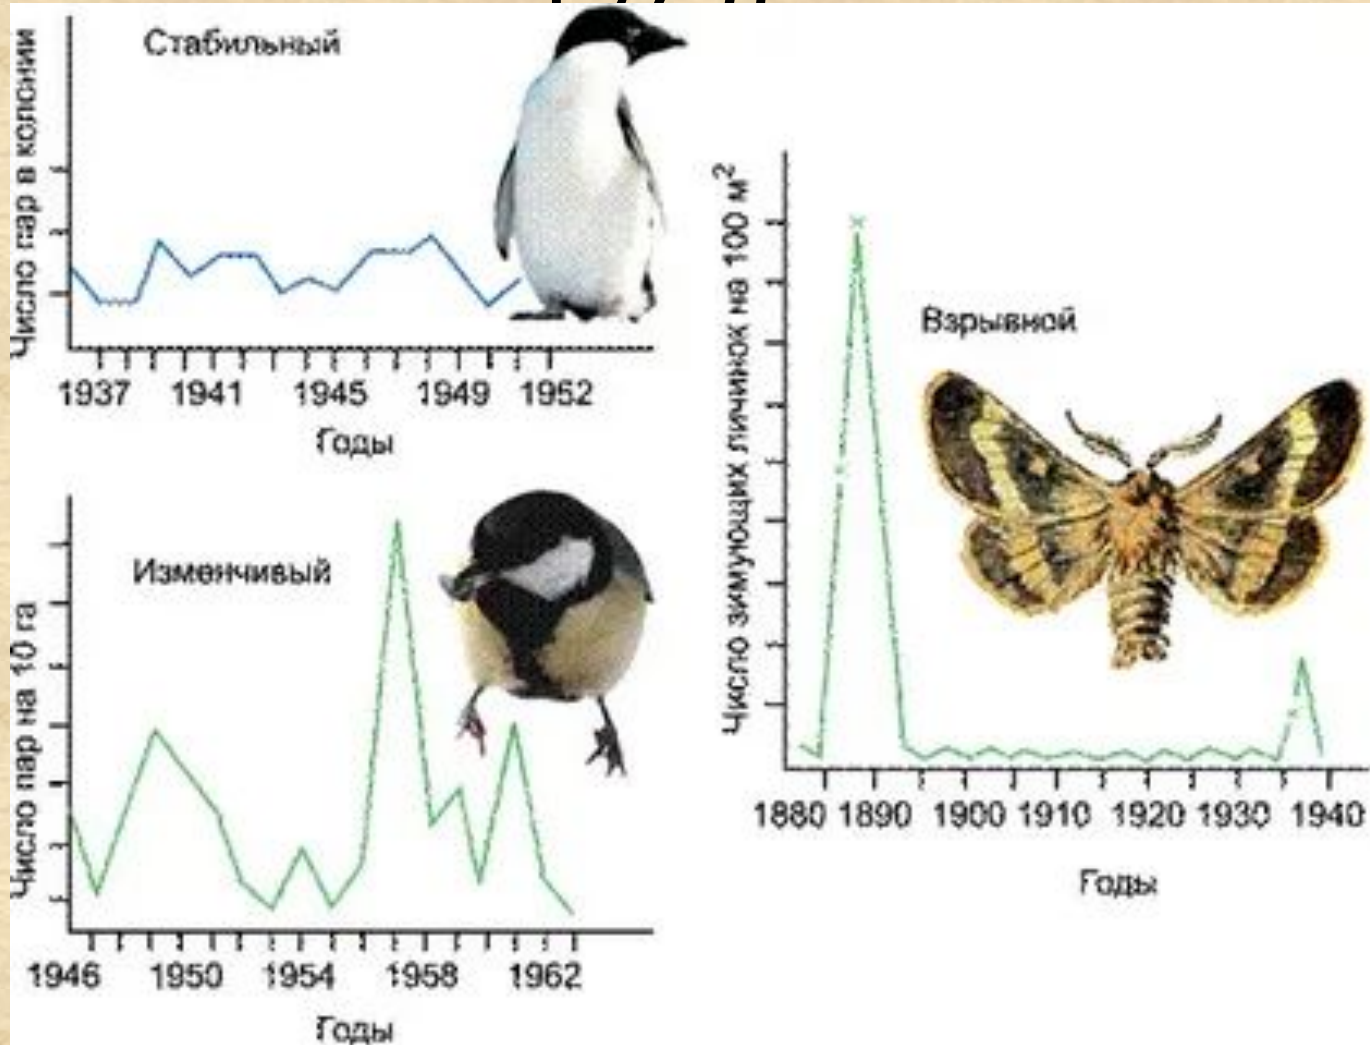 Стабильный
Число пар в колонии
1937 1941 1945 1949 1952
Годы
Изменчивый
Число пар на 10 га
1946 1950 1954 1958 1962
Годы
Взрывной
Число зимующих личинок на 100 м²
1880 1890 1900 1910 1920 1930 1940
Годы